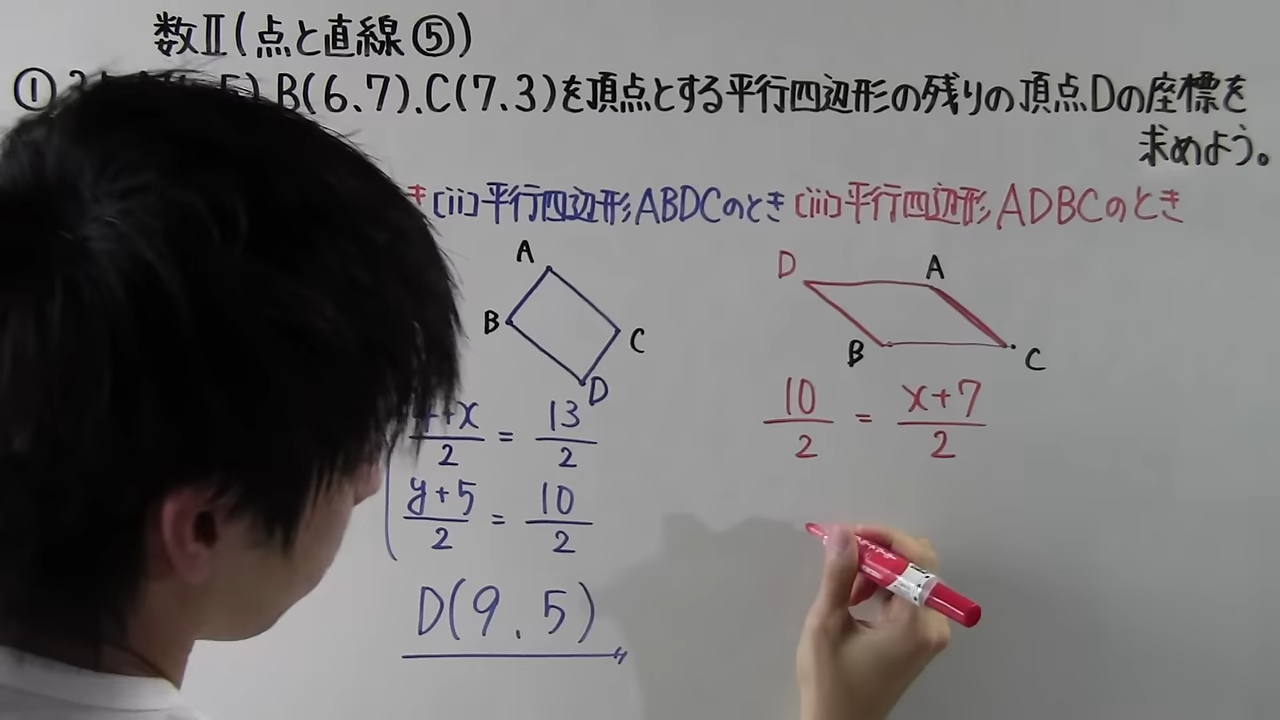 数Ⅱ(点と直線⑤)
① 5).B(6.7).C(7.3)を頂点とする平行四辺形の残りの頂点Dの座標を
求めよう。
き (ii)平行四辺形ABDCのとき (iii)平行四辺形ADBCのとき
A
B
C
D
D
A
B
C
+x/2 = 13/2
y+5/2 = 10/2
D(9.5)
10/2 = x+7/2